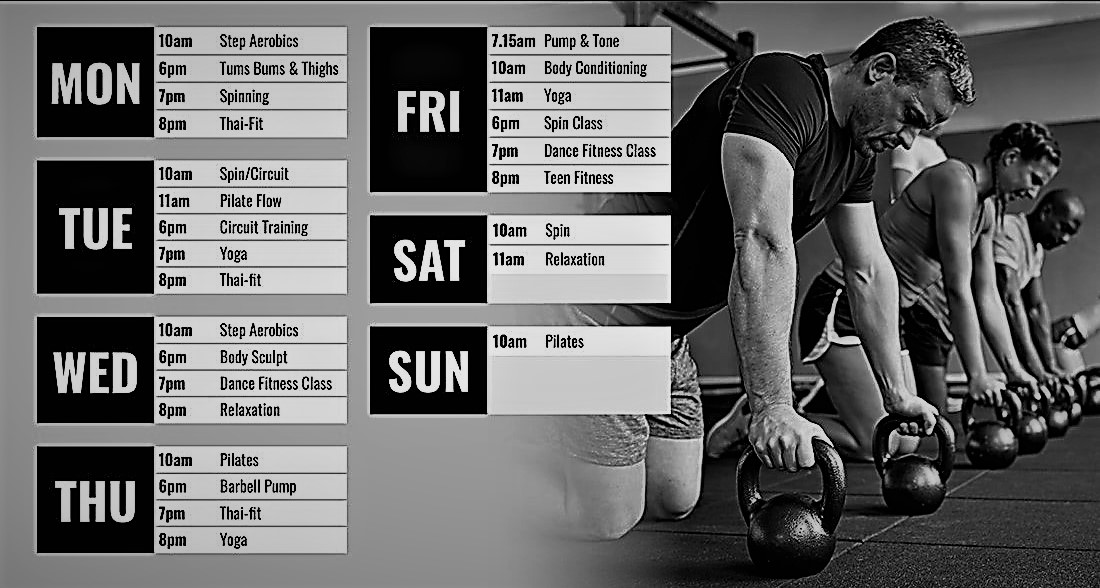 MON
10am Step Aerobics
6pm Tums Bums & Thighs
7pm Spinning
8pm Thai-Fit
TUE
10am Spin/Circuit
11am Pilate Flow
6pm Circuit Training
7pm Yoga
8pm Thai-fit
WED
10am Step Aerobics
6pm Body Sculpt
7pm Dance Fitness Class
8pm Relaxation
THU
10am Pilates
6pm Barbell Pump
7pm Thai-fit
8pm Yoga
FRI
7.15am Pump & Tone
10am Body Conditioning
11am Yoga
6pm Spin Class
7pm Dance Fitness Class
8pm Teen Fitness
SAT
10am Spin
11am Relaxation
SUN
10am Pilates